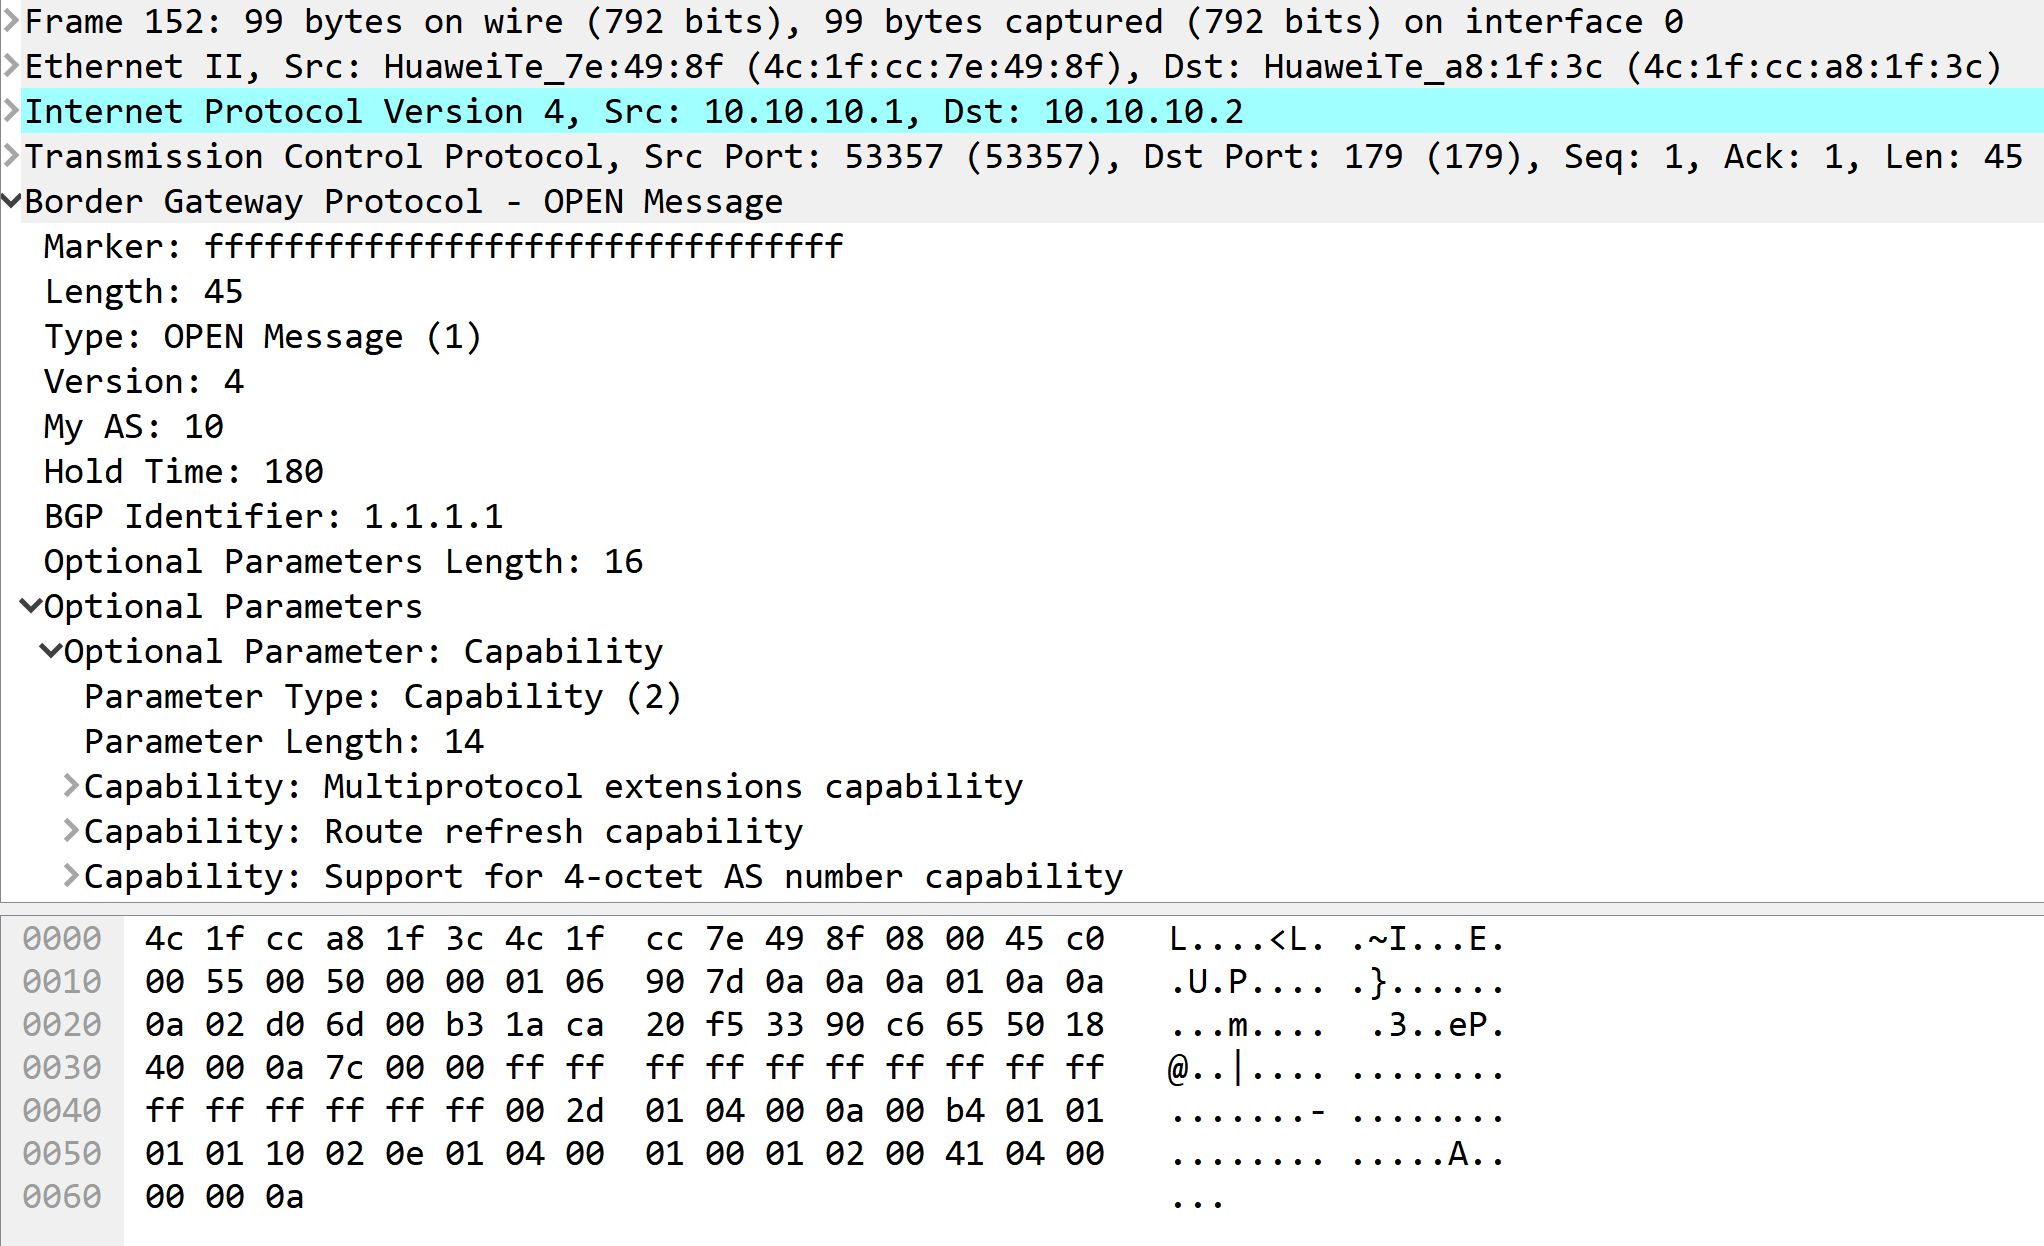 Frame 152: 99 bytes on wire (792 bits), 99 bytes captured (792 bits) on interface 0
Ethernet II, Src: HuaweiTe_7e:49:8f (4c:1f:cc:7e:49:8f), Dst: HuaweiTe_a8:1f:3c (4c:1f:cc:a8:1f:3c)
Internet Protocol Version 4, Src: 10.10.10.1, Dst: 10.10.10.2
Transmission Control Protocol, Src Port: 53357 (53357), Dst Port: 179 (179), Seq: 1, Ack: 1, Len: 45
Border Gateway Protocol - OPEN Message
Marker: ffffffffffffffffffffffffffffffff
Length: 45
Type: OPEN Message (1)
Version: 4
My AS: 10
Hold Time: 180
BGP Identifier: 1.1.1.1
Optional Parameters Length: 16
Optional Parameters
Optional Parameter: Capability
Parameter Type: Capability (2)
Parameter Length: 14
Capability: Multiprotocol extensions capability
Capability: Route refresh capability
Capability: Support for 4-octet AS number capability
0000 4c 1f cc a8 1f 3c 4c 1f cc 7e 49 8f 08 00 45 c0 L....<L. .~I...E.
0010 00 55 00 50 00 00 01 06 90 7d 0a 0a 0a 01 0a 0a .U.P.... .}......
0020 0a 02 d0 6d 00 b3 1a ca 20 f5 33 90 c6 65 50 18 ...m.... .3..eP.
0030 40 00 0a 7c 00 00 ff ff ff ff ff ff ff ff ff ff @..|.... ........
0040 ff ff ff ff ff ff 00 2d 01 04 00 0a 00 b4 01 01 .......- ........
0050 01 01 10 02 0e 01 04 00 01 00 01 02 00 41 04 00 ........ .....A..
0060 00 00 0a ...